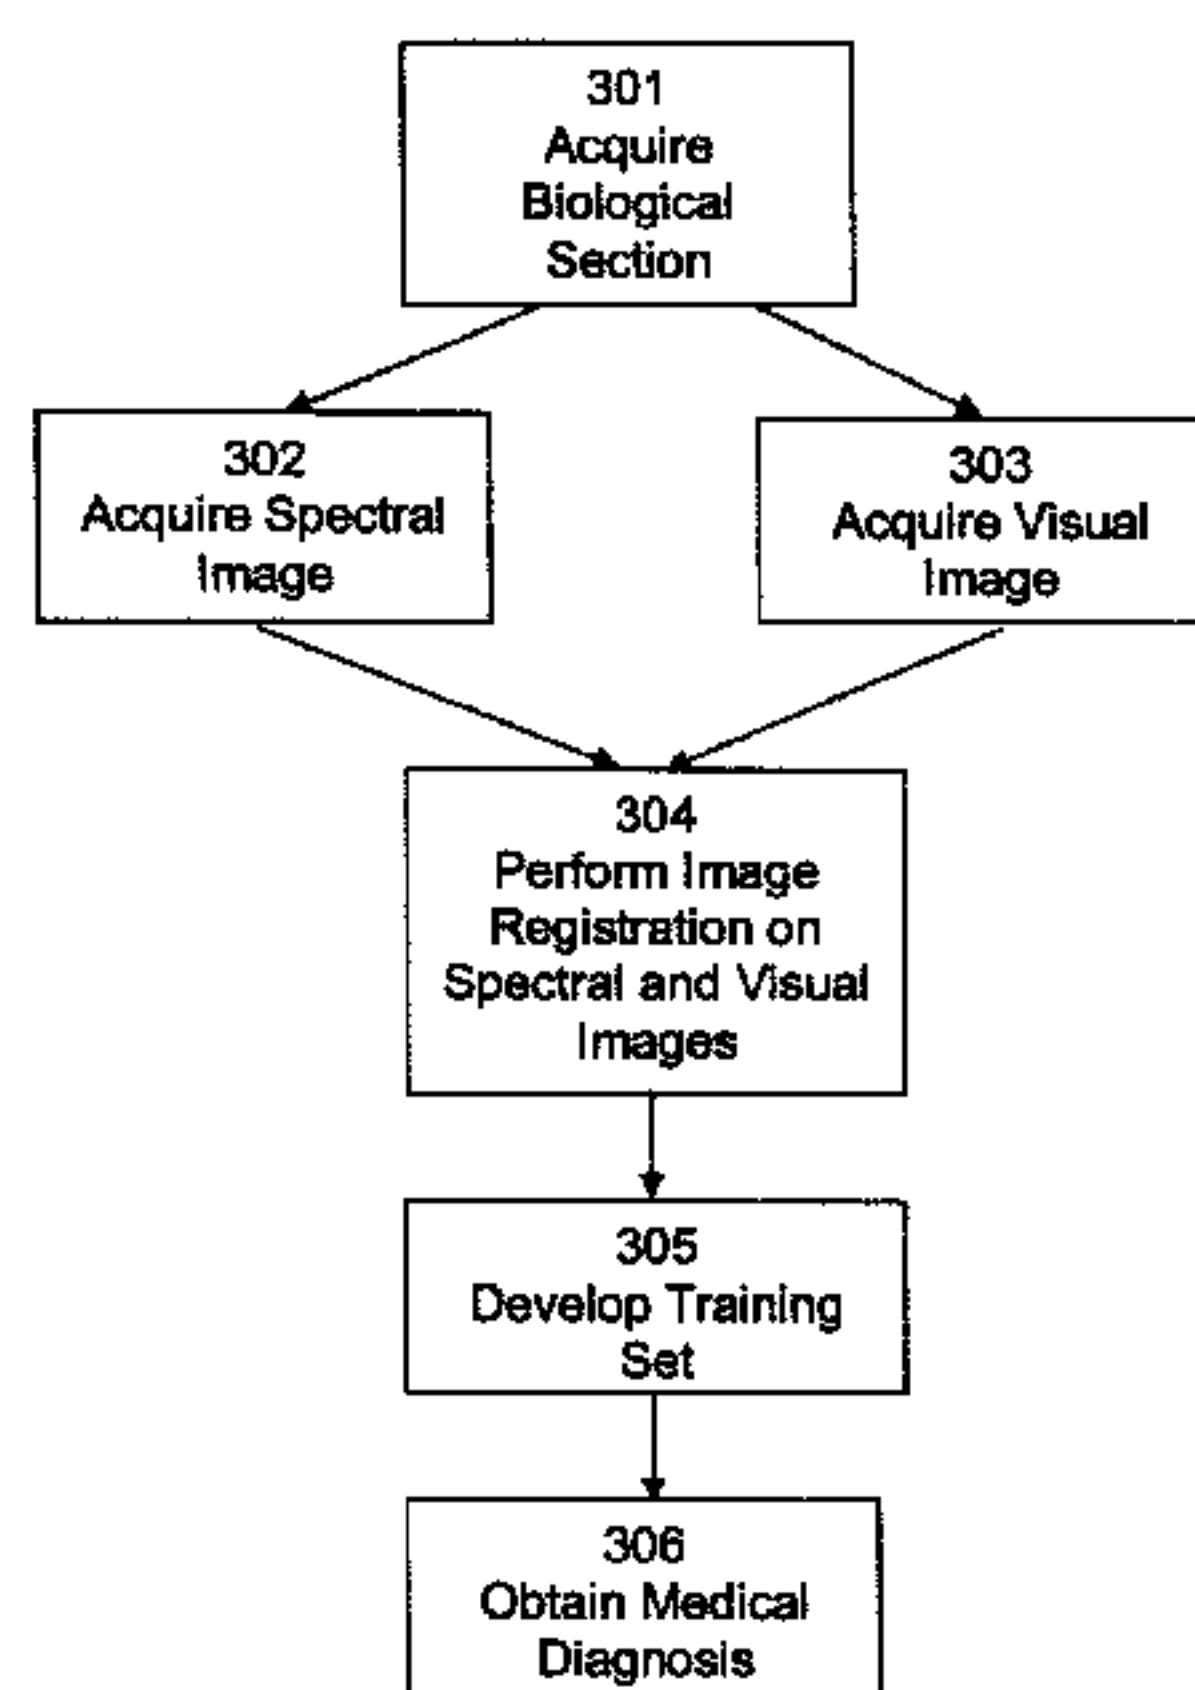 301
Acquire
Biological
Section
302
Acquire Spectral
Image
303
Acquire Visual
Image
304
Perform Image
Registration on
Spectral and Visual
Images
305
Develop Training
Set
306
Obtain Medical
Diagnosis